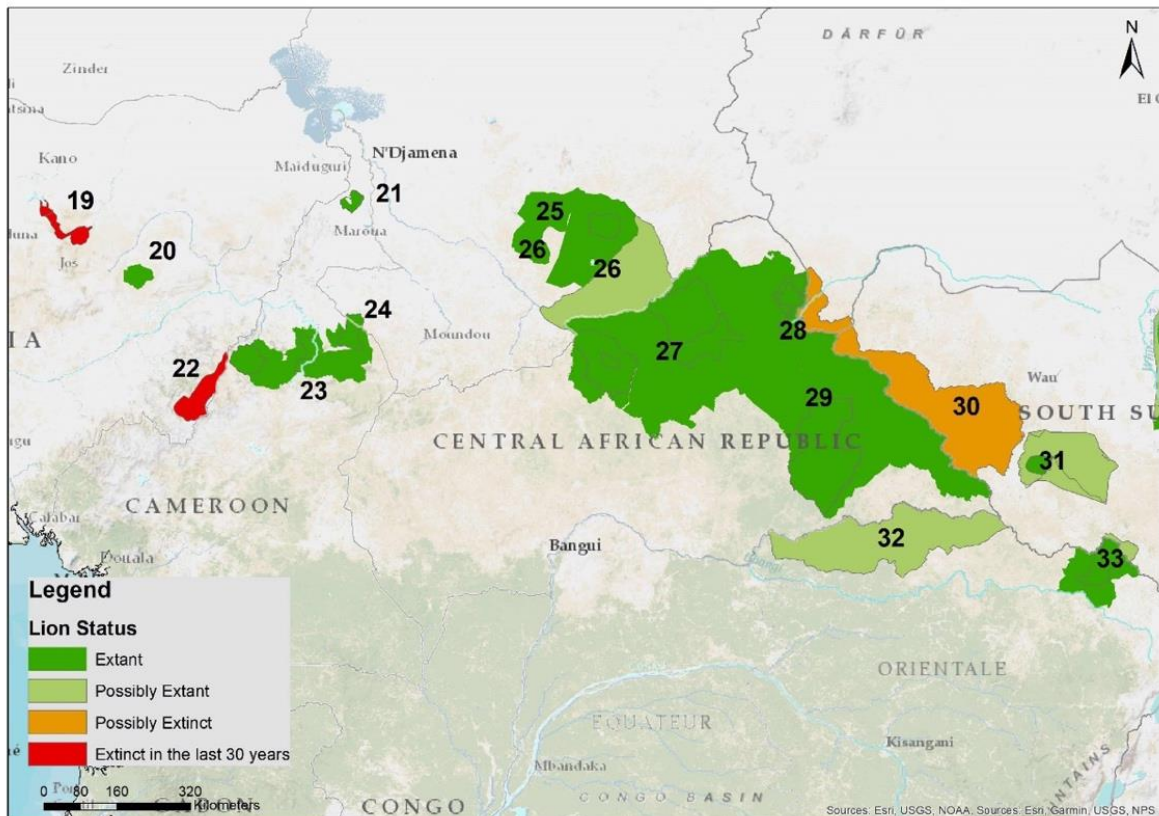 DĀRFŪR
N
Zinder
El
Kano
N'Djamena
Maiduguri
19
21
25
Maroua
20
26
26
Jos
24
Moundou
28
22
27
23
29
30
Wau
SOUTH SU
CENTRAL AFRICAN REPUBLIC
31
CAMEROON
Calabar
Bangui
32
Douala
33
Legend
Lion Status
Extant
Possibly Extant
Possibly Extinct
Extinct in the last 30 years
0 80 160 320
Kilometers
ORIENTALE
EQUATEUR
Kisangani
Mbandaka
CONGO
CONGO BASIN
Sources: Esri, USGS, NOAA, Sources: Esri, Garmin, USGS, NPS